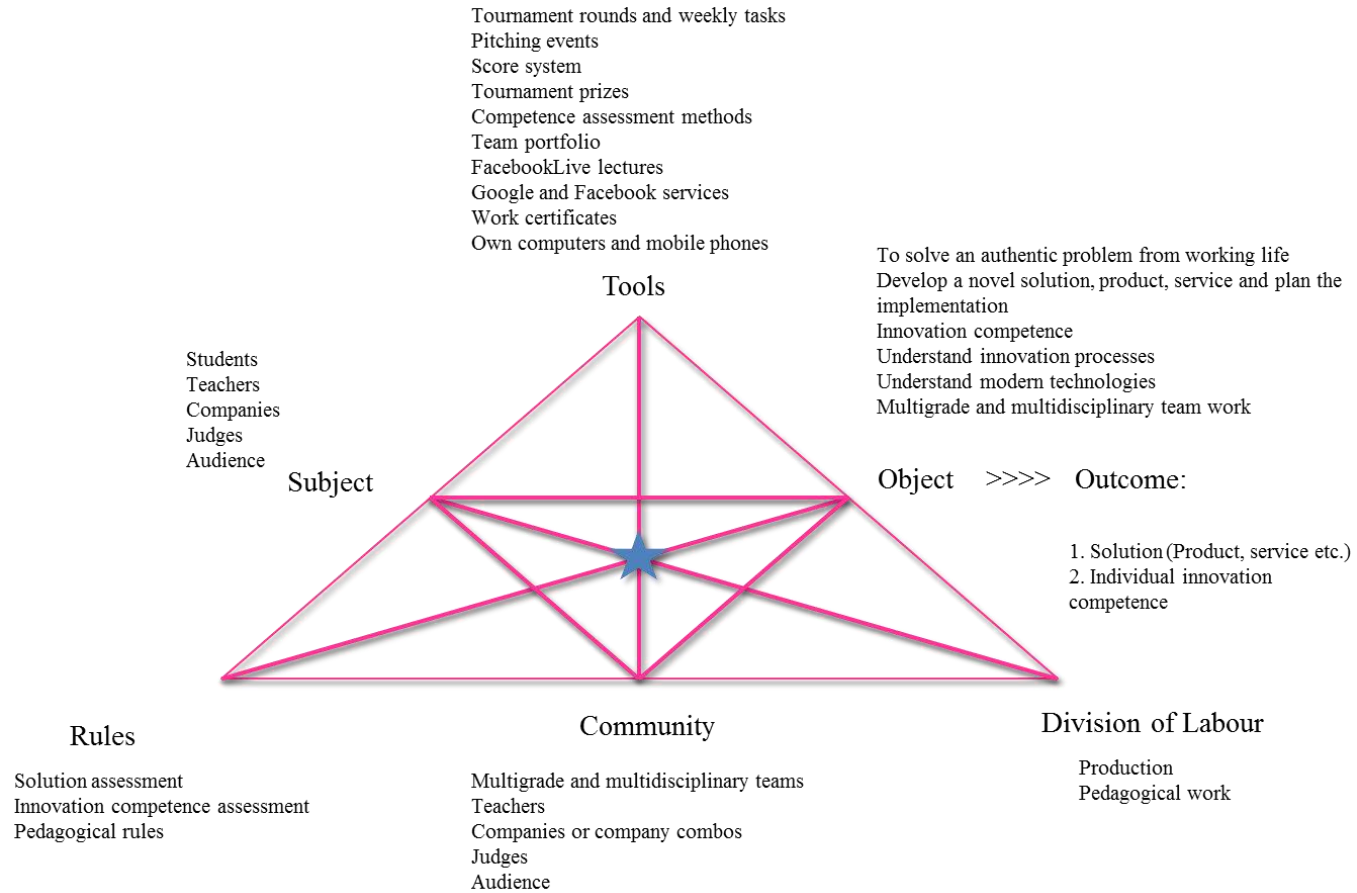 Tournament rounds and weekly tasks
Pitching events
Score system
Tournament prizes
Competence assessment methods
Team portfolio
FacebookLive lectures
Google and Facebook services
Work certificates
Own computers and mobile phones
Tools
To solve an authentic problem from working life
Develop a novel solution, product, service and plan the
implementation
Innovation competence
Understand innovation processes
Understand modern technologies
Multigrade and multidisciplinary team work
Students
Teachers
Companies
Judges
Audience
Subject
Object >>>> Outcome:
1. Solution (Product, service etc.)
2. Individual innovation
competence
Rules
Solution assessment
Innovation competence assessment
Pedagogical rules
Community
Multigrade and multidisciplinary teams
Teachers
Companies or company combos
Judges
Audience
Division of Labour
Production
Pedagogical work